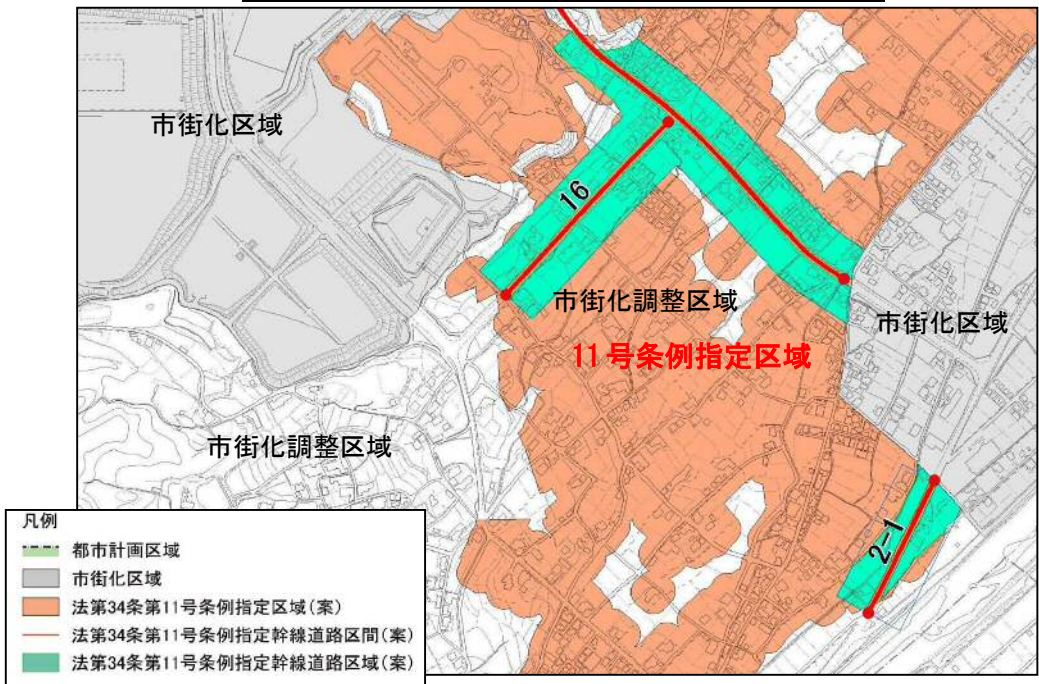 市街化区域
16
市街化調整区域
市街化区域
11号条例指定区域
市街化調整区域
2-1
凡例
都市計画区域
市街化区域
法第34条第11号条例指定区域(案)
法第34条第11号条例指定幹線道路区間(案)
法第34条第11号条例指定幹線道路区域(案)